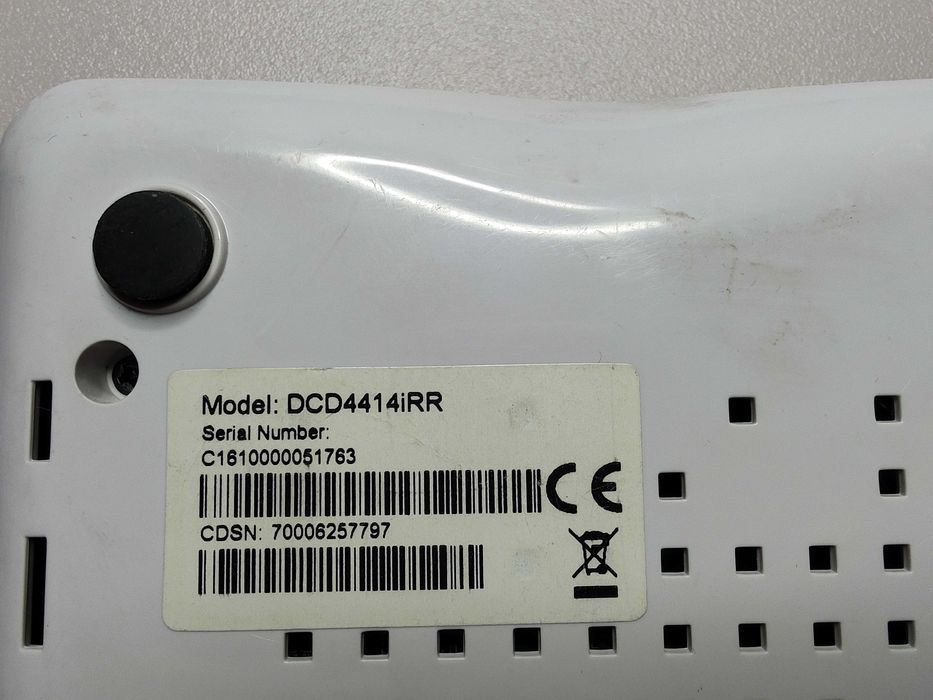 Model: DCD4414iRR
Serial Number:
C1610000051763
CE
CDSN: 70006257797